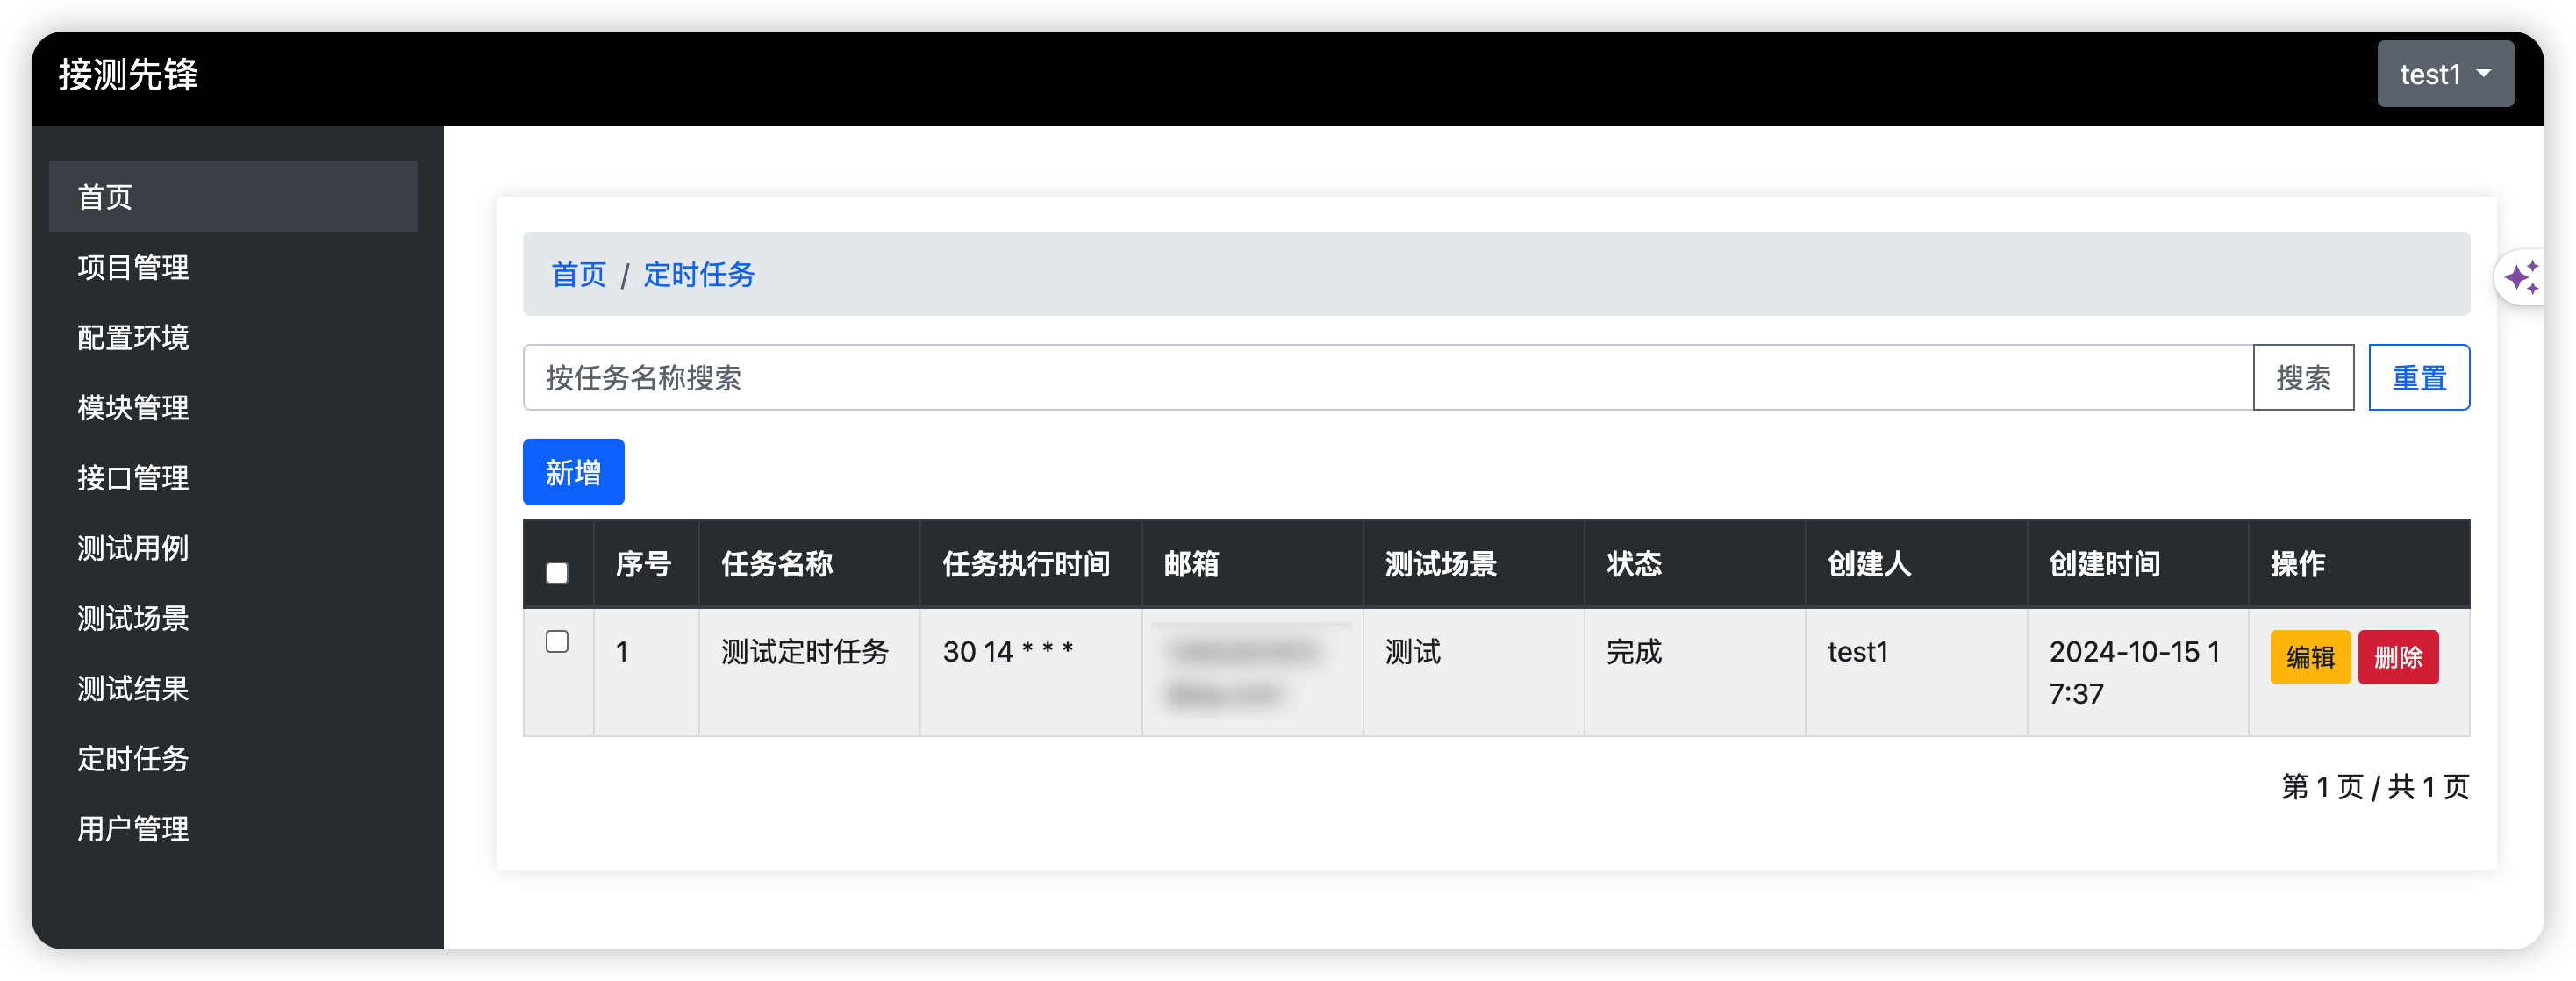 接测先锋
test1
首页
项目管理
配置环境
模块管理
接口管理
测试用例
测试场景
测试结果
定时任务
用户管理
首页 / 定时任务
按任务名称搜索 搜索 重置
新增
序号 任务名称 任务执行时间 邮箱 测试场景 状态 创建人 创建时间 操作
1 测试定时任务 30 14 * * * 测试 完成 test1 2024-10-15 1 编辑 删除
7:37
第 1 页 / 共 1 页